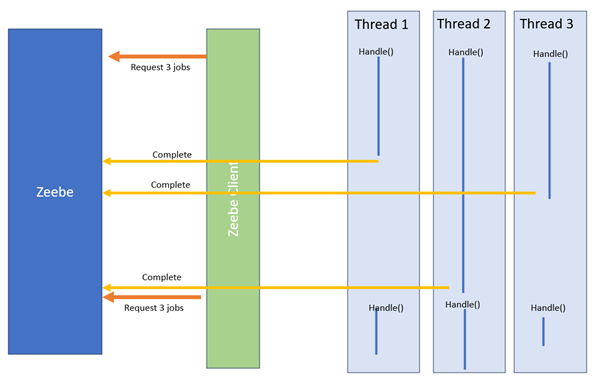 Thread 1
Thread 2
Thread 3
Handle()
Handle()
Handle()
Request 3 jobs
Complete
Complete
Zeebe
Zeebe Client
Complete
Request 3 jobs
Handle()
Handle()
Handle()